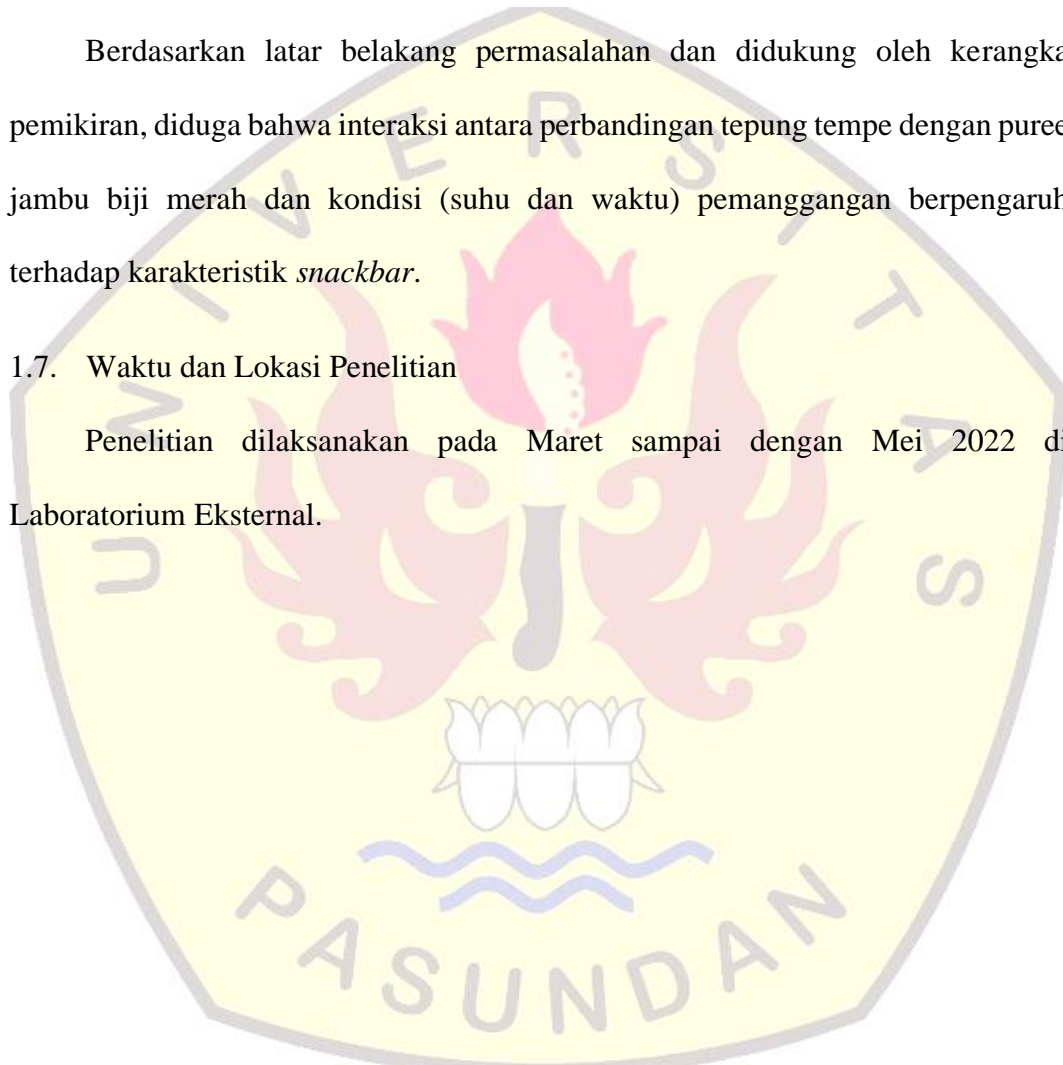 Berdasarkan latar belakang permasalahan dan didukung oleh kerangka
pemikiran, diduga bahwa interaksi antara perbandingan tepung tempe dengan puree
jambu biji merah dan kondisi (suhu dan waktu) pemanggangan berpengaruh
terhadap karakteristik snackbar.
1.7. Waktu dan Lokasi Penelitian
Penelitian dilaksanakan pada Maret sampai dengan Mei 2022 di
Laboratorium Eksternal.
UNIVERSITAS
PASUNDAN